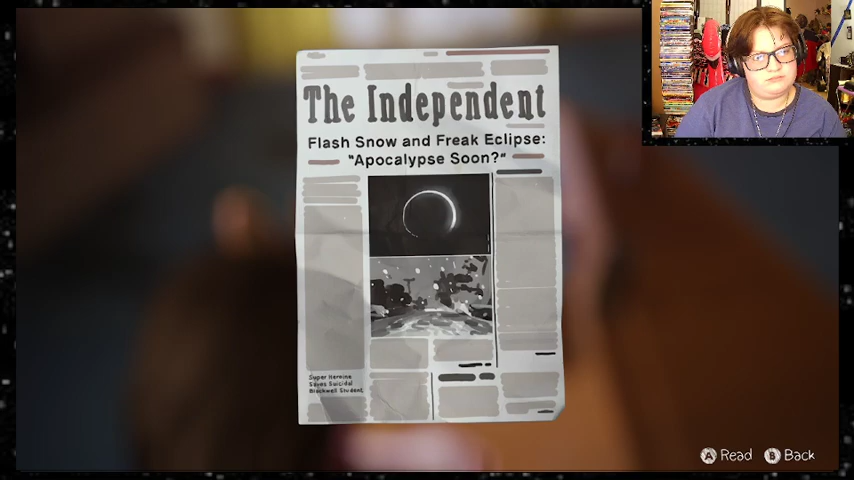 The Independent
Flash Snow and Freak Eclipse:
"Apocalypse Soon?"
Super Heroine
Saves Suicidal
Blackwell Student
A Read B Back